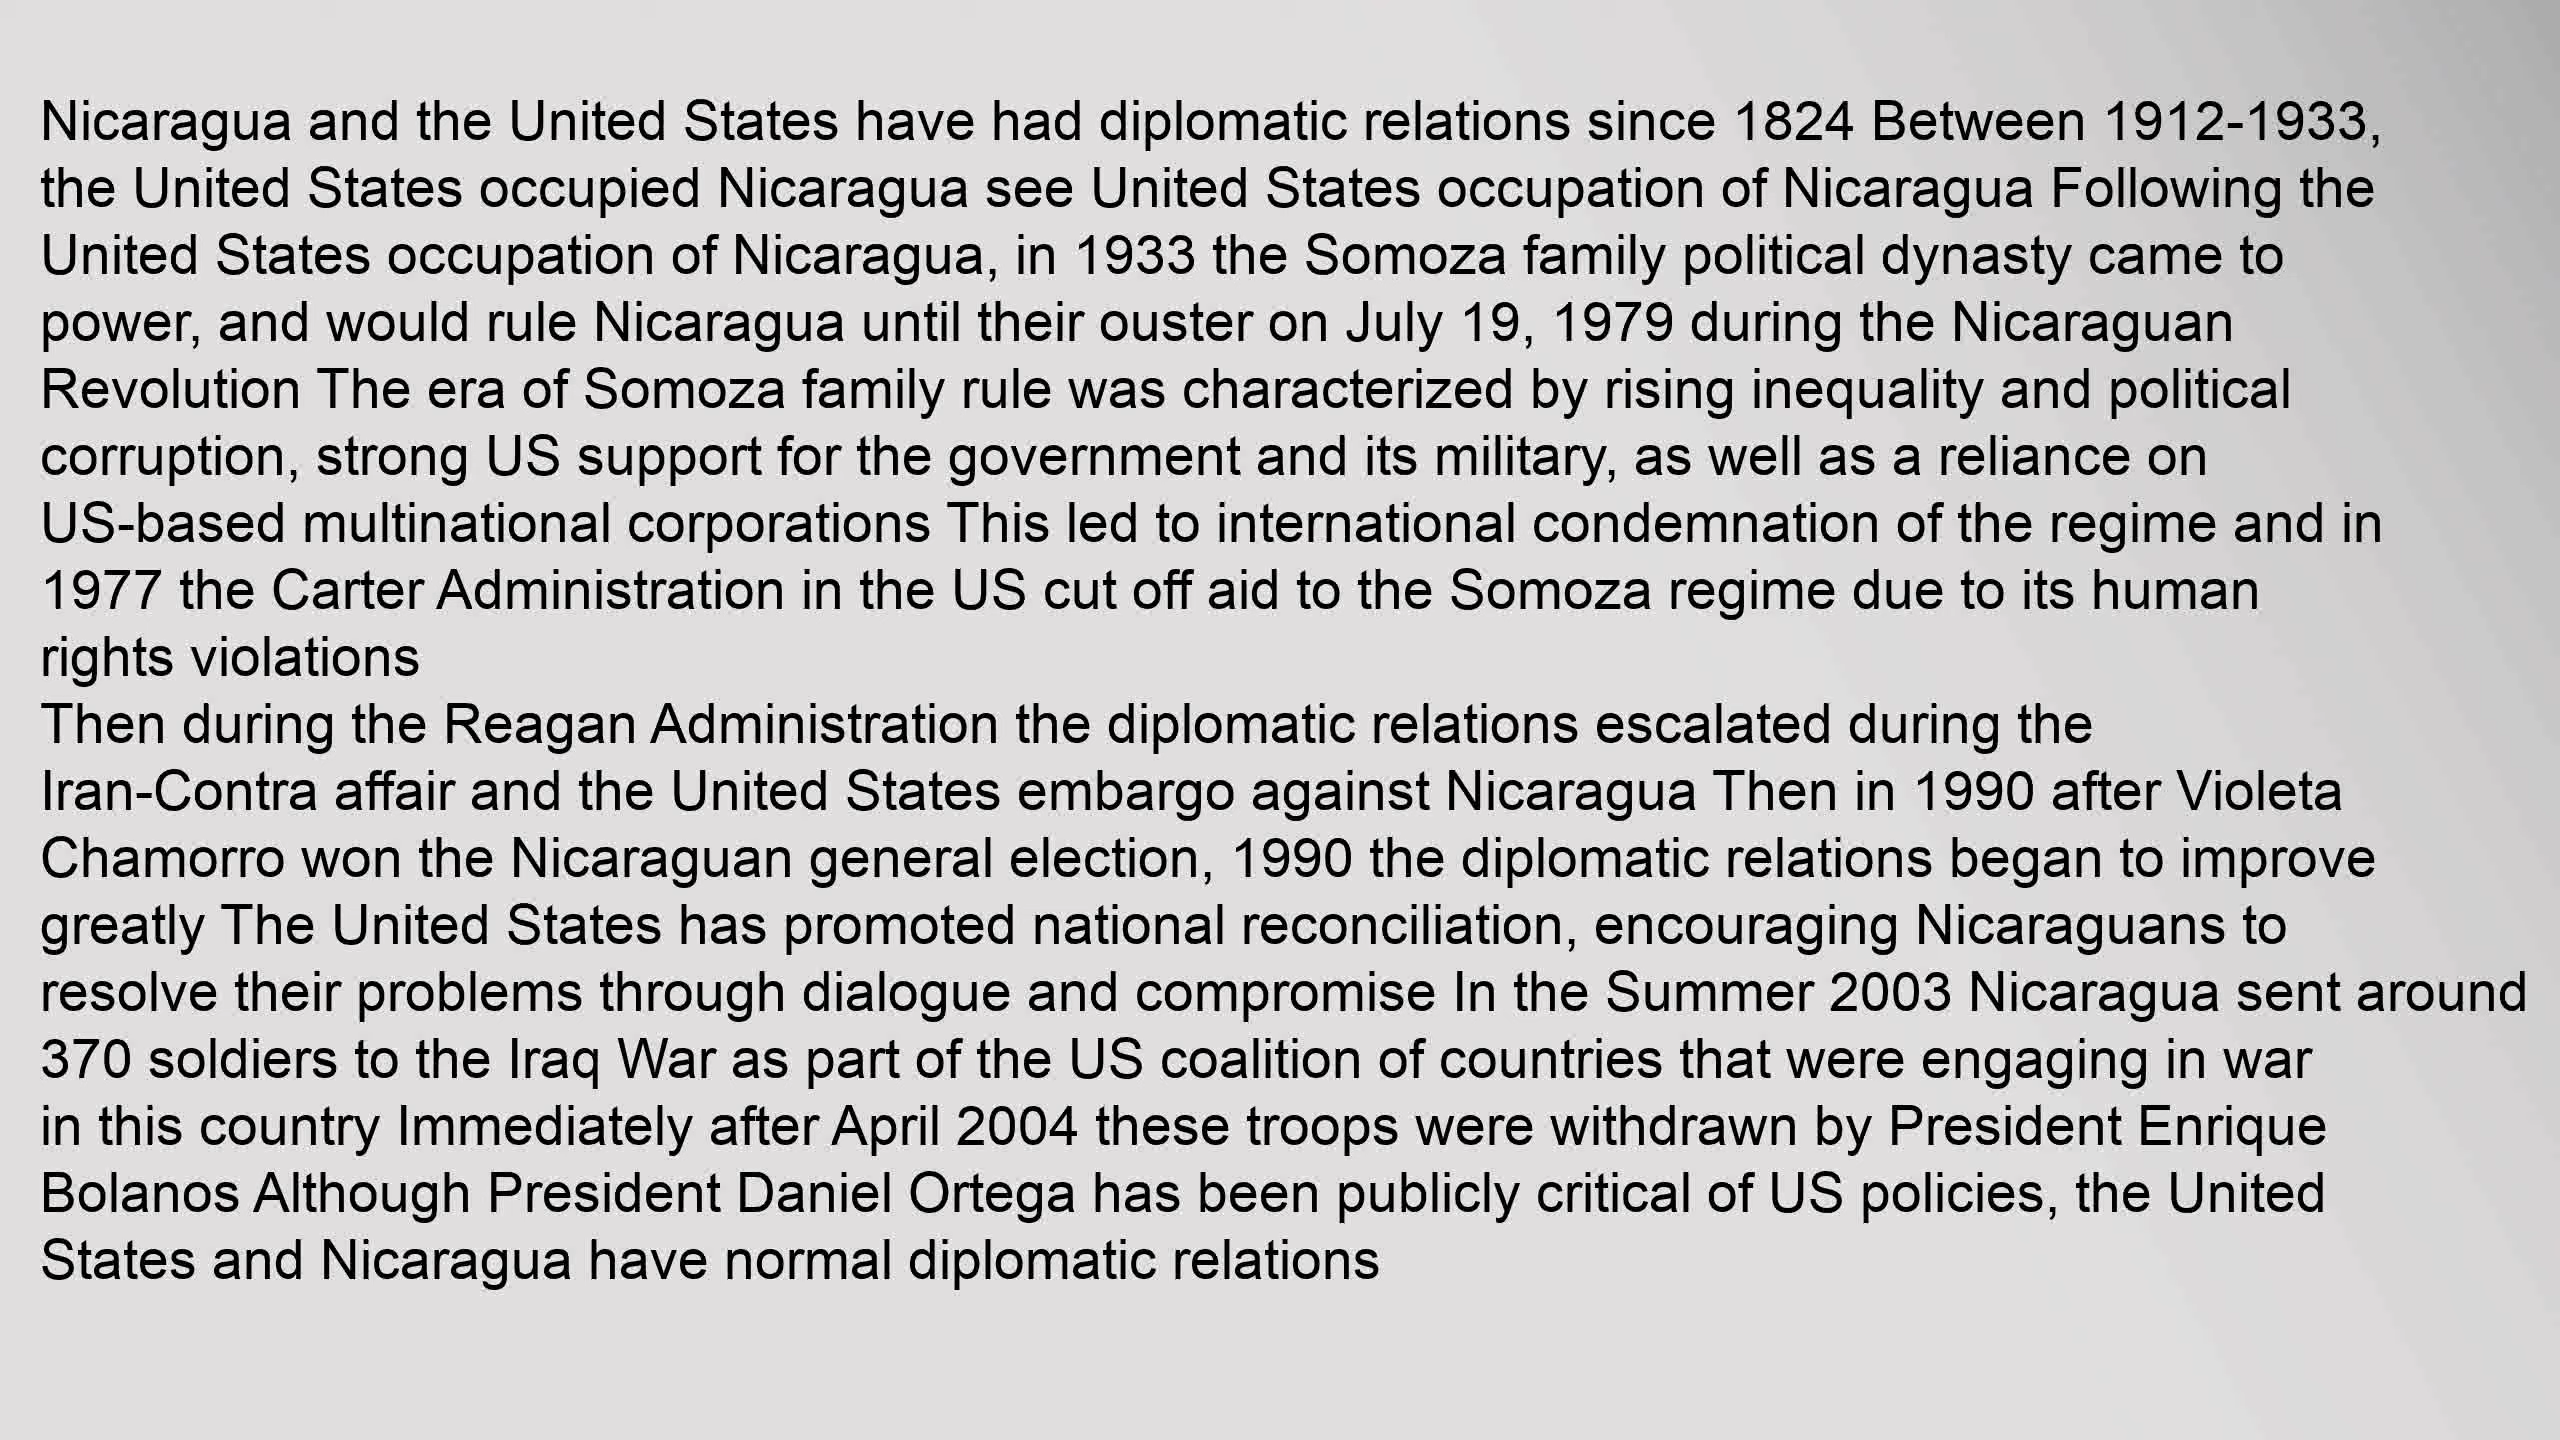 Nicaragua and the United States have had diplomatic relations since 1824 Between 1912-1933,
the United States occupied Nicaragua see United States occupation of Nicaragua Following the
United States occupation of Nicaragua, in 1933 the Somoza family political dynasty came to
power, and would rule Nicaragua until their ouster on July 19, 1979 during the Nicaraguan
Revolution The era of Somoza family rule was characterized by rising inequality and political
corruption, strong US support for the government and its military, as well as a reliance on
US-based multinational corporations This led to international condemnation of the regime and in
1977 the Carter Administration in the US cut off aid to the Somoza regime due to its human
rights violations
Then during the Reagan Administration the diplomatic relations escalated during the
Iran-Contra affair and the United States embargo against Nicaragua Then in 1990 after Violeta
Chamorro won the Nicaraguan general election, 1990 the diplomatic relations began to improve
greatly The United States has promoted national reconciliation, encouraging Nicaraguans to
resolve their problems through dialogue and compromise In the Summer 2003 Nicaragua sent around
370 soldiers to the Iraq War as part of the US coalition of countries that were engaging in war
in this country Immediately after April 2004 these troops were withdrawn by President Enrique
Bolanos Although President Daniel Ortega has been publicly critical of US policies, the United
States and Nicaragua have normal diplomatic relations